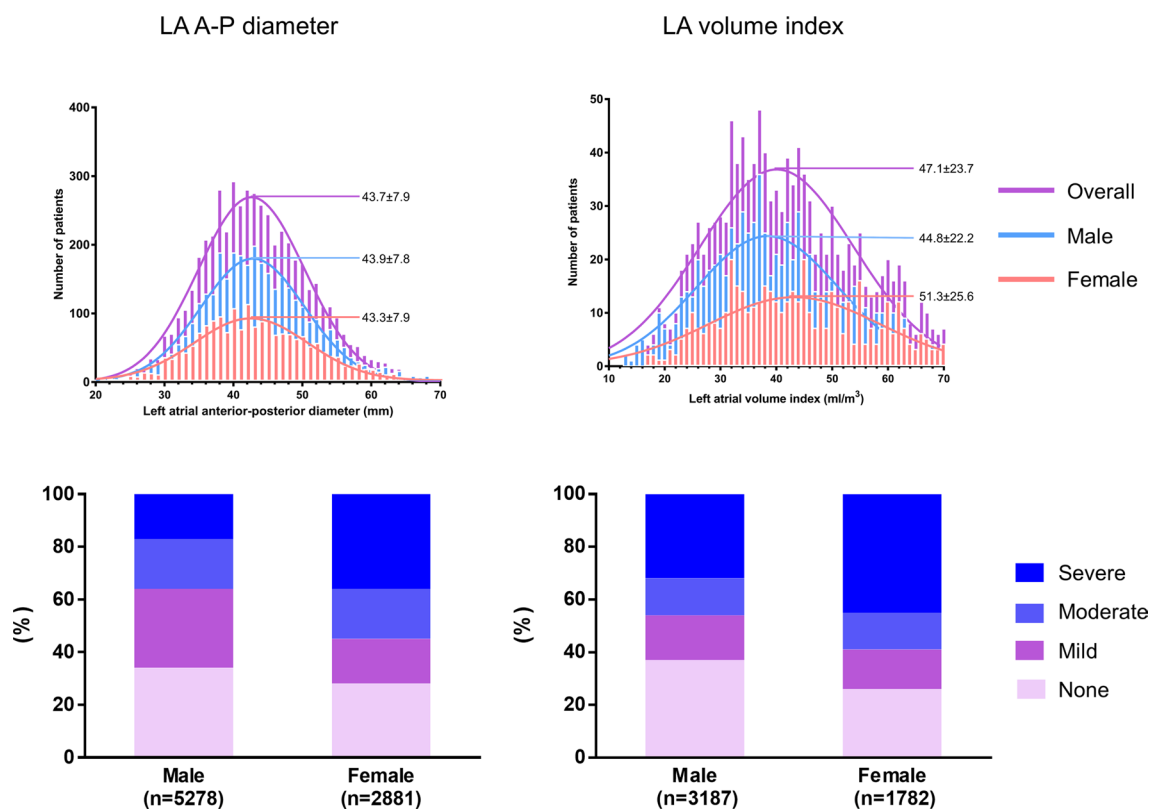 LA A-P diameter
LA volume index
400
300
200
100
0
Number of patients
43.7±7.9
43.9±7.8
43.3±7.9
20 30 40 50 60 70
Left atrial anterior-posterior diameter (mm)
50
40
30
20
10
0
Number of patients
47.1±23.7
44.8±22.2
51.3±25.6
10 20 30 40 50 60 70
Left atrial volume index (ml/m³)
Overall
Male
Female
100
80
60
40
20
0
(%)
Male Female
(n=5278) (n=2881)
100
80
60
40
20
0
(%)
Male Female
(n=3187) (n=1782)
Severe
Moderate
Mild
None